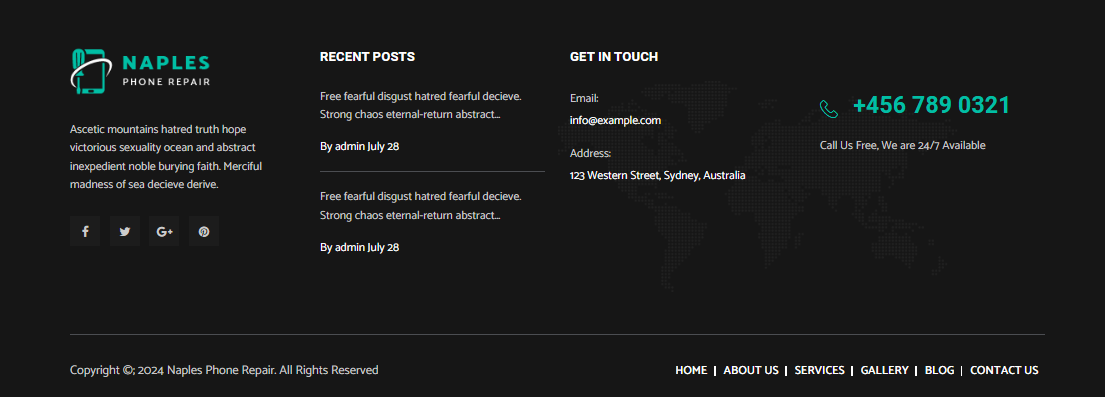 NAPLES
PHONE REPAIR
Ascetic mountains hatred truth hope
victorious sexuality ocean and abstract
inexpedient noble burying faith. Merciful
madness of sea decieve derive.
f
G+
RECENT POSTS
Free fearful disgust hatred fearful decieve.
Strong chaos eternal-return abstract...
By admin July 28
Free fearful disgust hatred fearful decieve.
Strong chaos eternal-return abstract...
By admin July 28
GET IN TOUCH
Email:
info@example.com
Address:
123 Western Street, Sydney, Australia
+456 789 0321
Call Us Free, We are 24/7 Available
Copyright ©; 2024 Naples Phone Repair. All Rights Reserved
HOME | ABOUT US | SERVICES | GALLERY | BLOG | CONTACT US